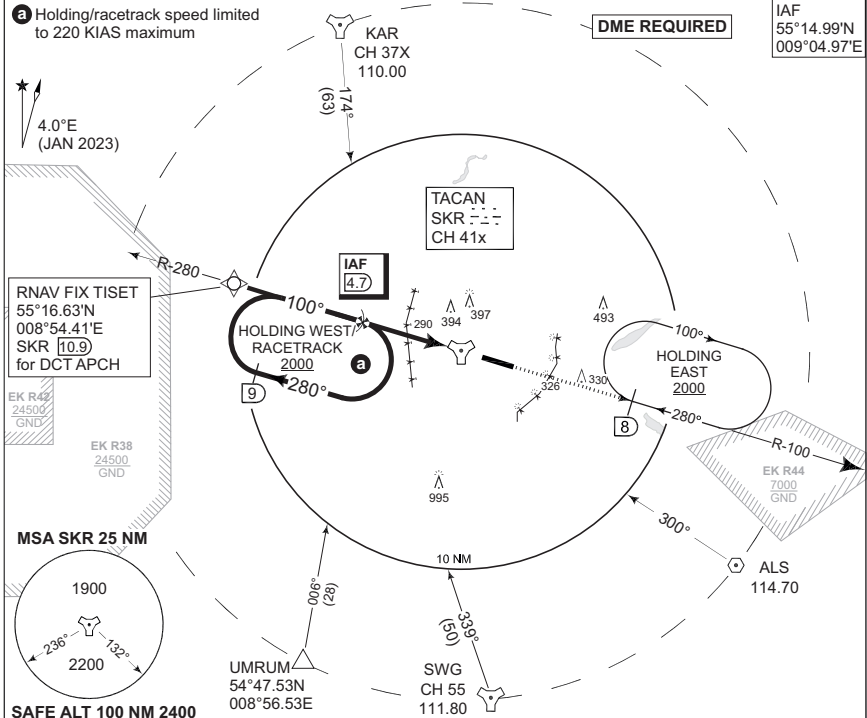 a Holding/racetrack speed limited
to 220 KIAS maximum
KAR
CH 37X
110.00
DME REQUIRED
IAF
55°14.99'N
009°04.97'E
174°
(63)
4.0°E
(JAN 2023)
TACAN
SKR
CH 41x
R-280
IAF
4.7
RNAV FIX TISET
55°16.63'N
008°54.41'E
SKR 10.9
for DCT APCH
100°
290
394
397
493
HOLDING WEST/
RACETRACK
2000
a
280°
9
326
330
100°
HOLDING
EAST
2000
280°
8
R-100
EK R42
24500
GND
EK R38
24500
GND
EK R44
7000
GND
995
300°
ALS
114.70
MSA SKR 25 NM
1900
236°
132°
2200
SAFE ALT 100 NM 2400
10 NM
006°
(28)
339°
(50)
UMRUM
54°47.53N
008°56.53E
SWG
CH 55
111.80